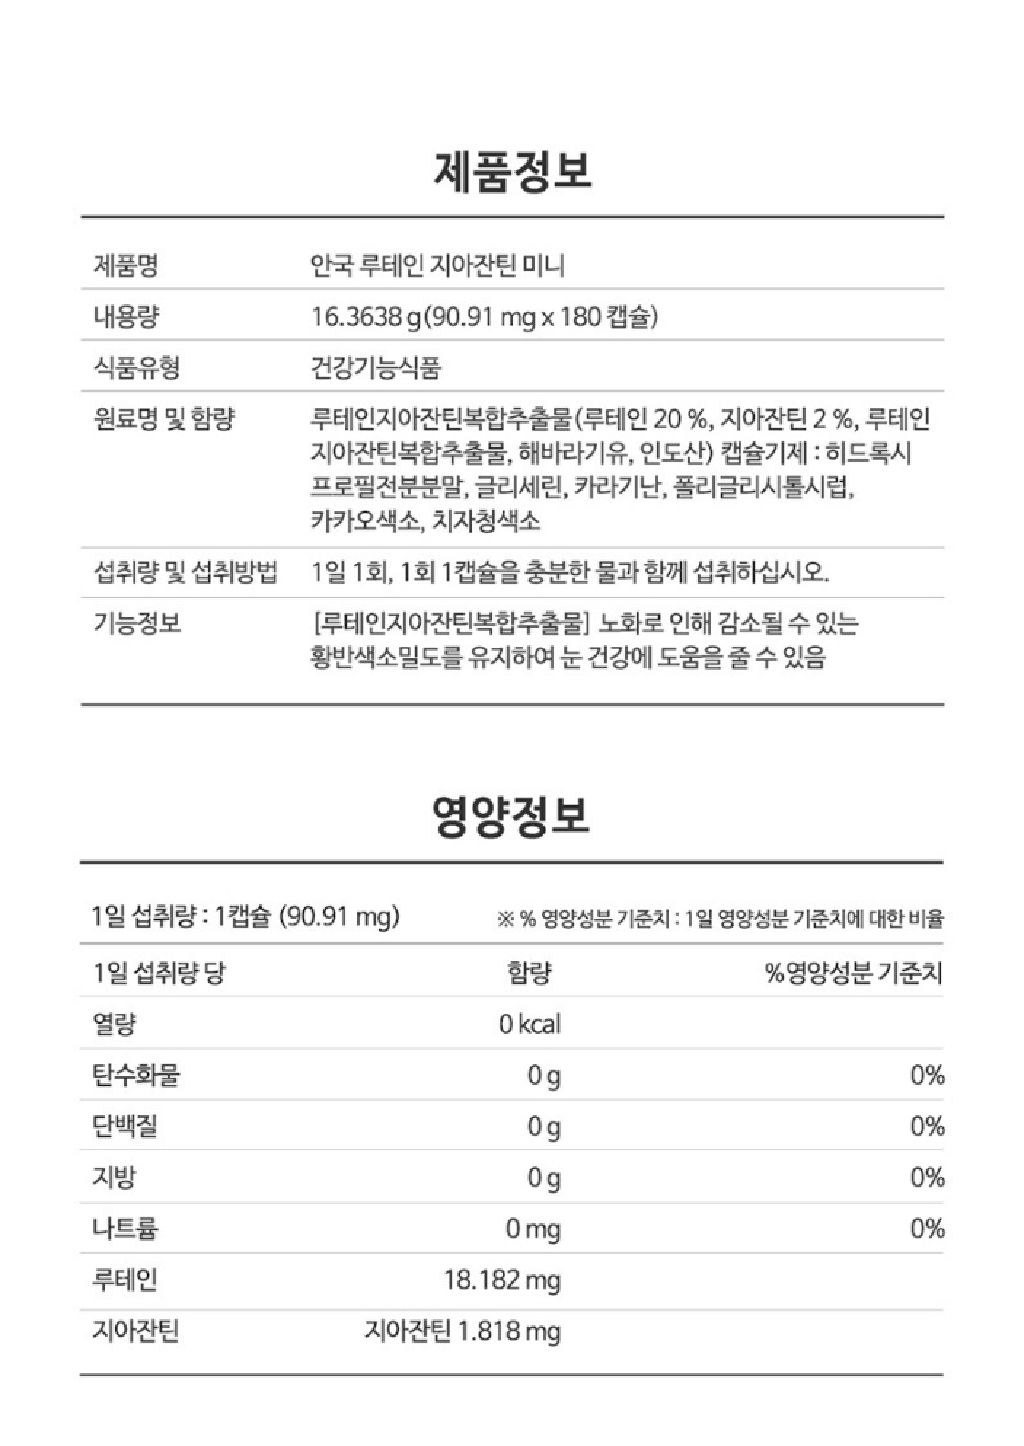 제품정보
제품명 안국 루테인 지아잔틴 미니
내용량 16.3638 g(90.91 mg x 180 캡슐)
식품유형 건강기능식품
원료명 및 함량 루테인지아잔틴복합추출물(루테인 20 %, 지아잔틴 2 %, 루테인
지아잔틴복합추출물, 해바라기유, 인도산) 캡슐기제 : 히드록시
프로필전분분말, 글리세린, 카라기난, 폴리글리시톨시럽,
카카오색소, 치자청색소
섭취량 및 섭취방법 1일 1회, 1회 1캡슐을 충분한 물과 함께 섭취하십시오.
기능정보 [루테인지아잔틴복합추출물] 노화로 인해 감소될 수 있는
황반색소밀도를 유지하여 눈 건강에 도움을 줄 수 있음
영양정보
1일 섭취량 : 1캡슐 (90.91 mg) ※ % 영양성분 기준치 : 1일 영양성분 기준치에 대한 비율
1일 섭취량 당 함량 %영양성분 기준치
열량 0 kcal
탄수화물 0 g 0%
단백질 0 g 0%
지방 0 g 0%
나트륨 0 mg 0%
루테인 18.182 mg
지아잔틴 지아잔틴 1.818 mg